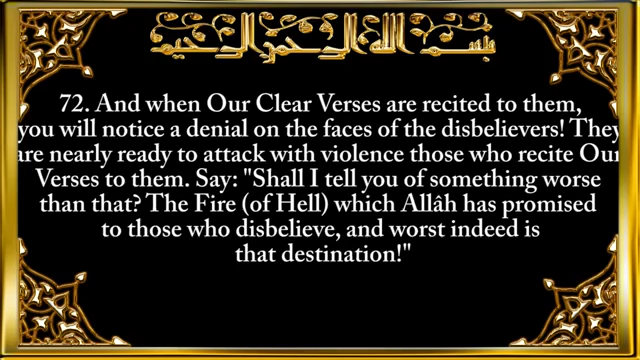 بسم الله الرحمن الرحيم
72. And when Our Clear Verses are recited to them,
you will notice a denial on the faces of the disbelievers! They
are nearly ready to attack with violence those who recite Our
Verses to them. Say: "Shall I tell you of something worse
than that? The Fire (of Hell) which Allâh has promised
to those who disbelieve, and worst indeed is
that destination!"